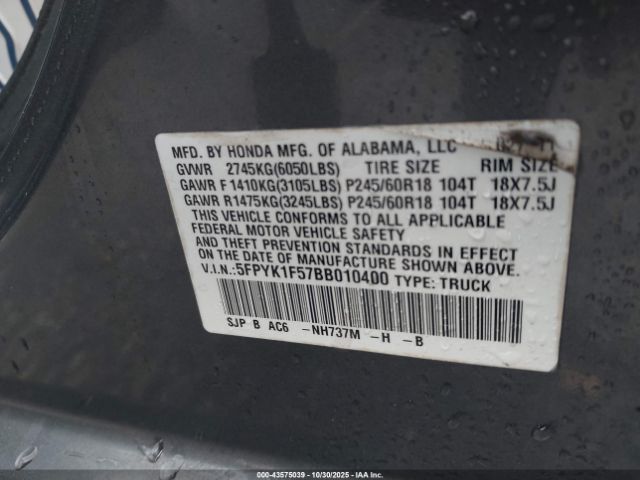 MFD. BY HONDA MFG. OF ALABAMA, LLC
GVWR 2745KG(6050LBS) TIRE SIZE RIM SIZE
GAWR F1410KG(3105LBS) P245/60R18 104T 18X7.5J
GAWR R1475KG(3245LBS) P245/60R18 104T 18X7.5J
THIS VEHICLE CONFORMS TO ALL APPLICABLE
FEDERAL MOTOR VEHICLE SAFETY
AND THEFT PREVENTION STANDARDS IN EFFECT
ON THE DATE OF MANUFACTURE SHOWN ABOVE.
V.I.N.:5FPYK1F57BB010400 TYPE: TRUCK
SJP B AC6 -NH737M -H -B
© - 43575039 - 10/30/2025 - IAA Inc.